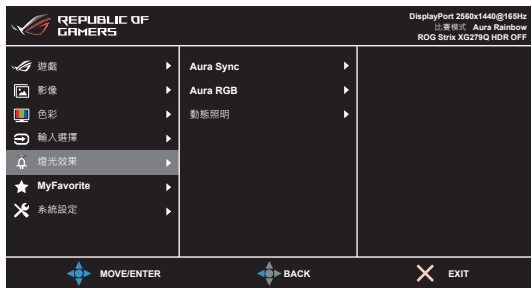 REPUBLIC OF
GAMERS
DisplayPort 2560x1440@165Hz
比賽模式 Aura Rainbow
ROG Strix XG279Q HDR OFF
遊戲
Aura Sync
影像
Aura RGB
色彩
動態照明
輸入選擇
燈光效果
MyFavorite
系統設定
MOVE/ENTER
BACK
EXIT